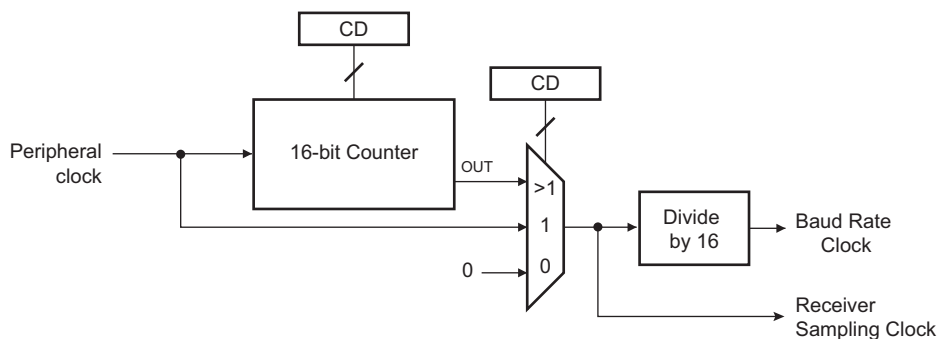 CD
CD
Peripheral
clock
16-bit Counter
OUT
>1
1
0
0
Divide
by 16
Baud Rate
Clock
Receiver
Sampling Clock